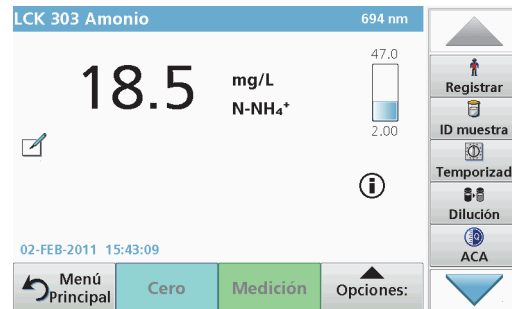 LCK 303 Amonio 694 nm
47.0
18.5 mg/L
N-NH₄⁺
2.00
02-FEB-2011 15:43:09
Menú Principal
Cero
Medición
Opciones:
Registrar
ID muestra
Temporizad
Dilución
ACA